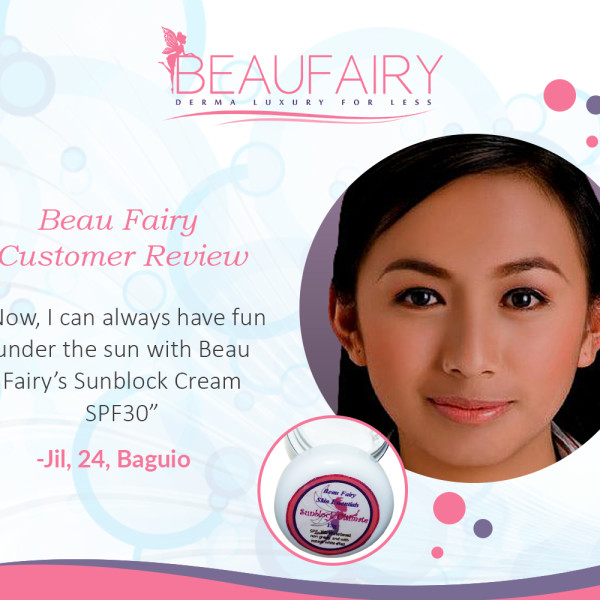 BEAUFAIRY
DERMA LUXURY FOR LESS
Beau Fairy
Customer Review
Now, I can always have fun
under the sun with Beau
Fairy's Sunblock Cream
SPF30”
-Jil, 24, Baguio
Beau Fairy
Skin Essentials
Sunblock